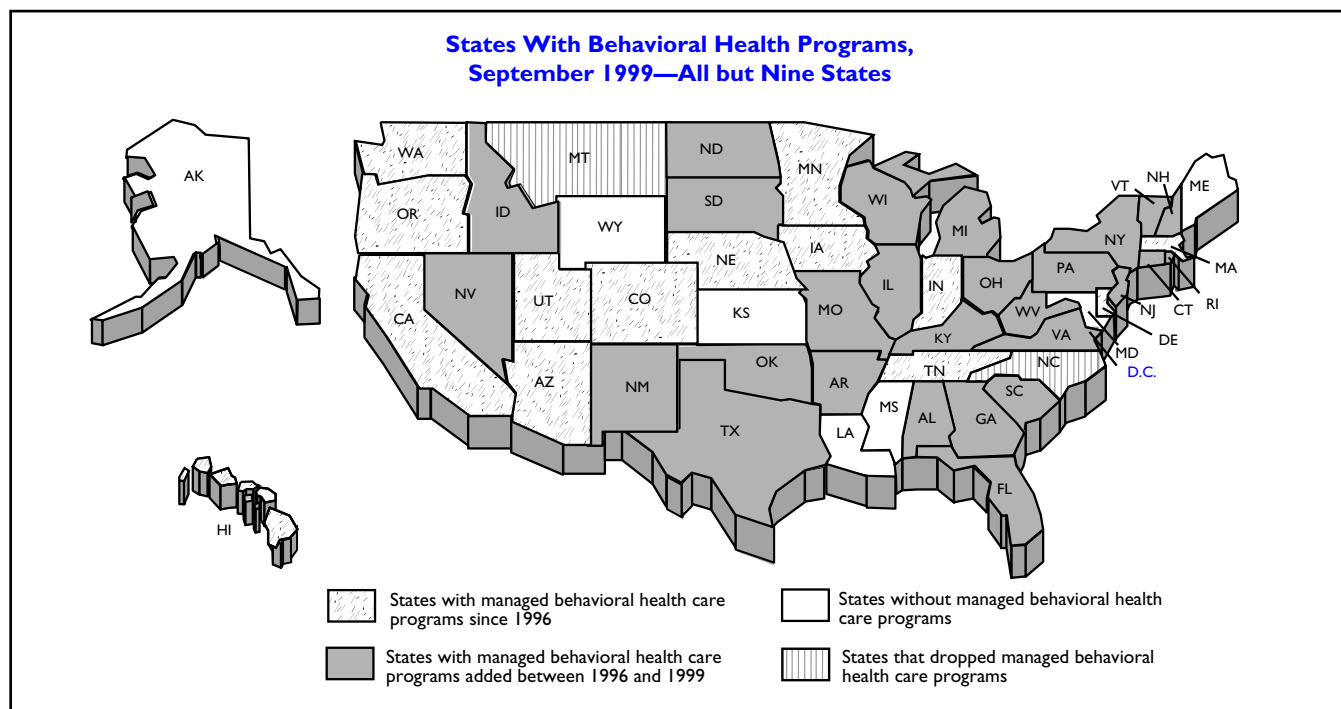 States With Behavioral Health Programs,
September 1999—All but Nine States
AK
WA
MT
ND
MN
VT
NH
ME
OR
ID
SD
WI
MI
NY
WY
IA
MA
NE
PA
NV
UT
CO
IL
IN
OH
NJ
CT
RI
CA
KS
MO
WV
VA
DE
KY
MD
D.C.
AZ
NM
OK
AR
TN
NC
SC
MS
AL
GA
TX
LA
FL
HI
States with managed behavioral health care
programs since 1996
States without managed behavioral health
care programs
States with managed behavioral health care
programs added between 1996 and 1999
States that dropped managed behavioral
health care programs